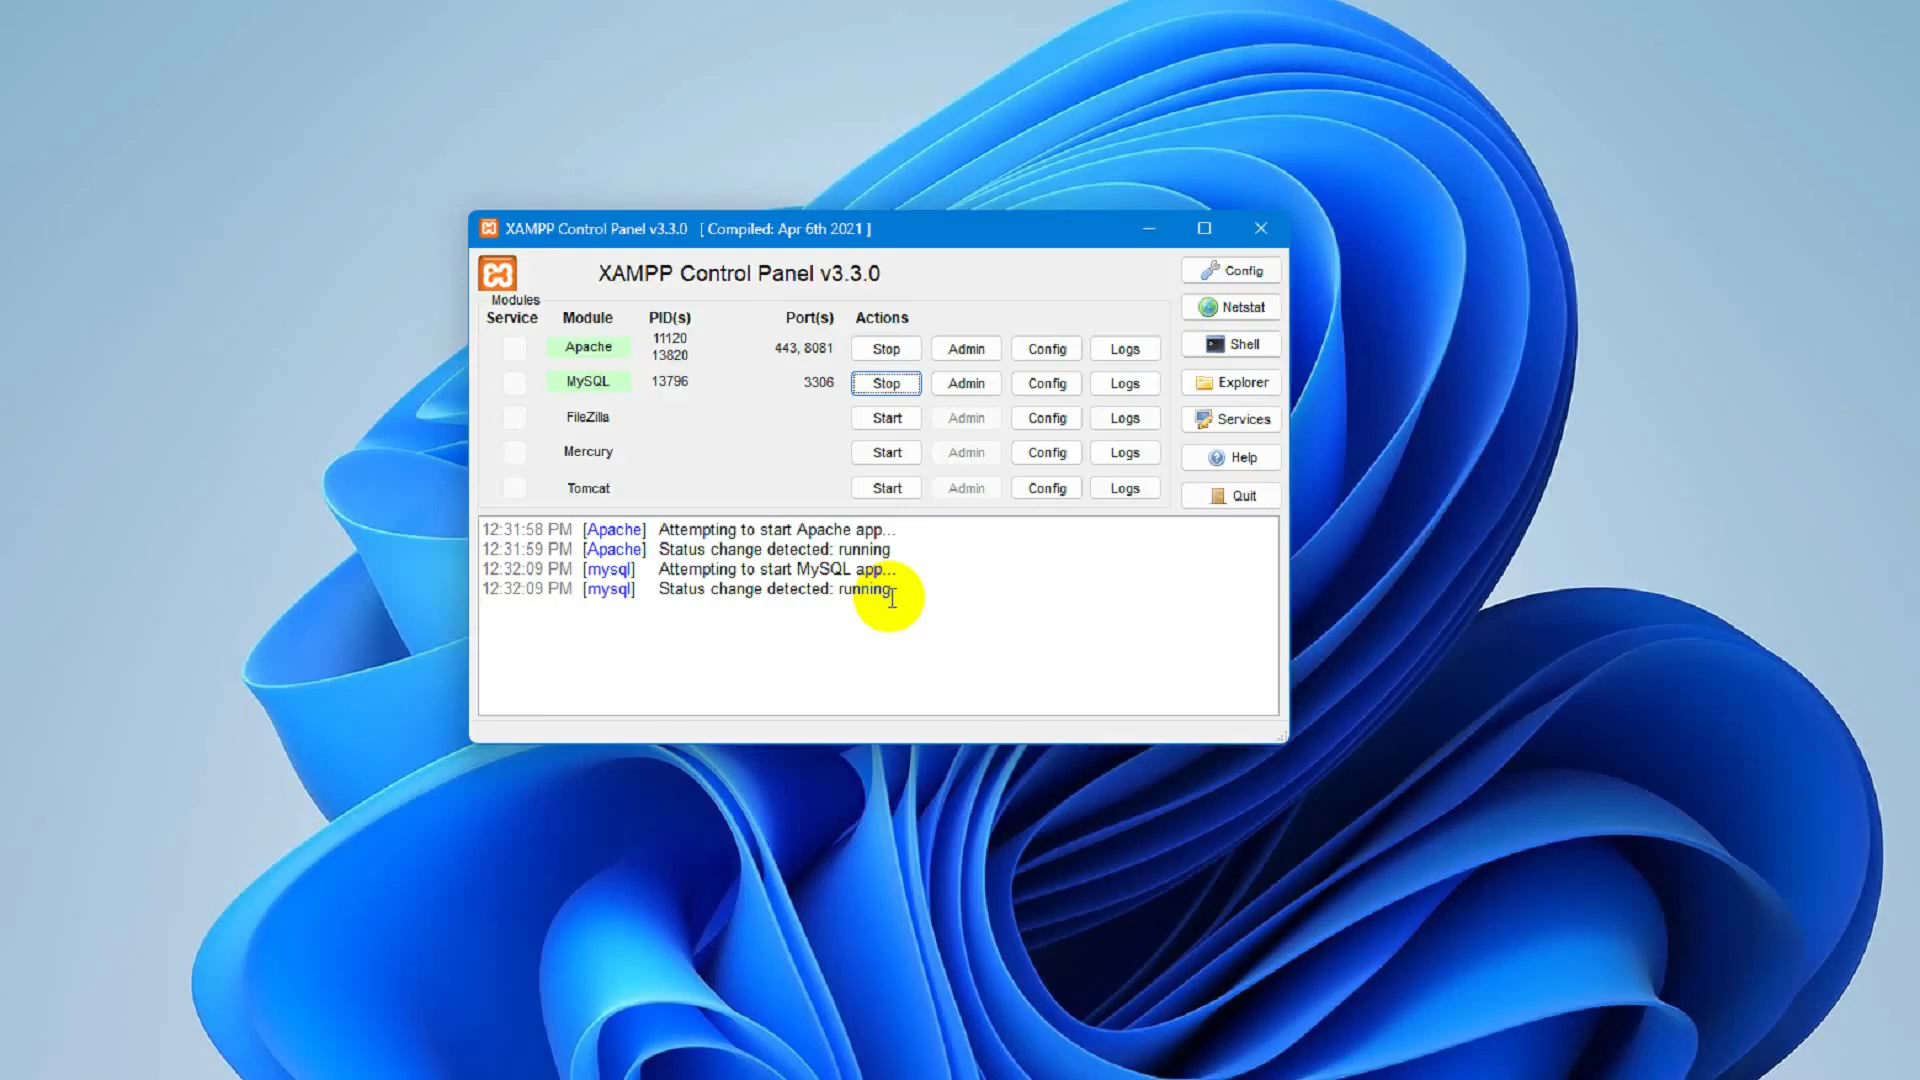 XAMPP Control Panel v3.3.0 [ Compiled: Apr 6th 2021 ]
XAMPP Control Panel v3.3.0
Config
Modules
Service Module PID(s) Port(s) Actions
Netstat
Apache 11120 13820 443, 8081 Stop Admin Config Logs
Shell
MySQL 13796 3306 Stop Admin Config Logs
Explorer
FileZilla Start Admin Config Logs
Services
Mercury Start Admin Config Logs
Help
Tomcat Start Admin Config Logs
Quit
12:31:58 PM [Apache] Attempting to start Apache app...
12:31:59 PM [Apache] Status change detected: running
12:32:09 PM [mysql] Attempting to start MySQL app...
12:32:09 PM [mysql] Status change detected: running